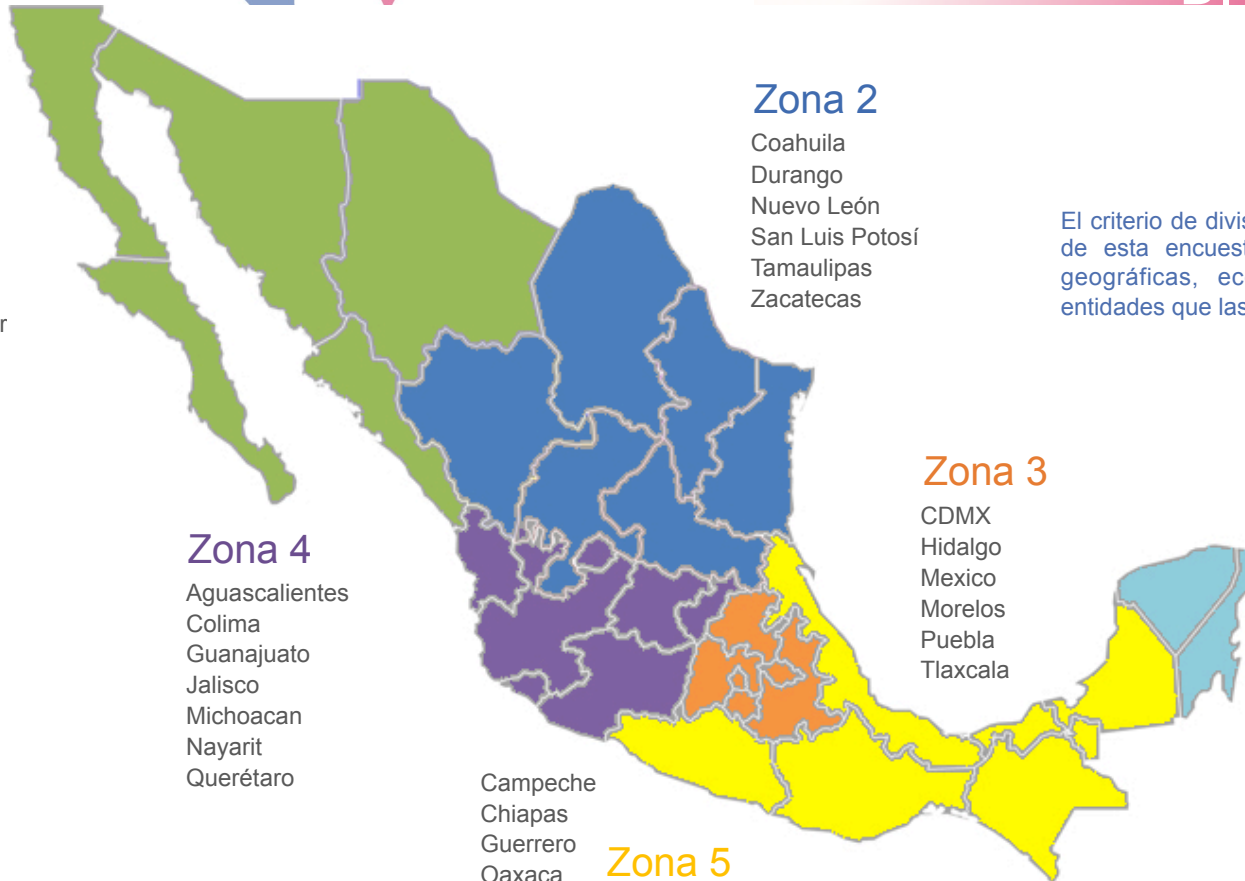 Zona 2
Coahuila
Durango
Nuevo León
San Luis Potosí
Tamaulipas
Zacatecas
El criterio de divis
de esta encuest
geográficas, ec
entidades que las
r
Zona 3
CDMX
Hidalgo
Mexico
Morelos
Puebla
Tlaxcala
Zona 4
Aguascalientes
Colima
Guanajuato
Jalisco
Michoacan
Nayarit
Querétaro
Campeche
Chiapas
Guerrero
Oaxaca
Zona 5